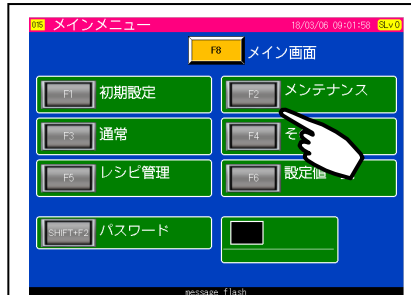 015 メインメニュー 18/03/06 09:01:58 SLv0
F8 メイン画面
F1 初期設定 F2 メンテナンス
F3 通常 F4 そ
F5 レシピ管理 F6 設定値
SHIFT+F2 パスワード
message flash